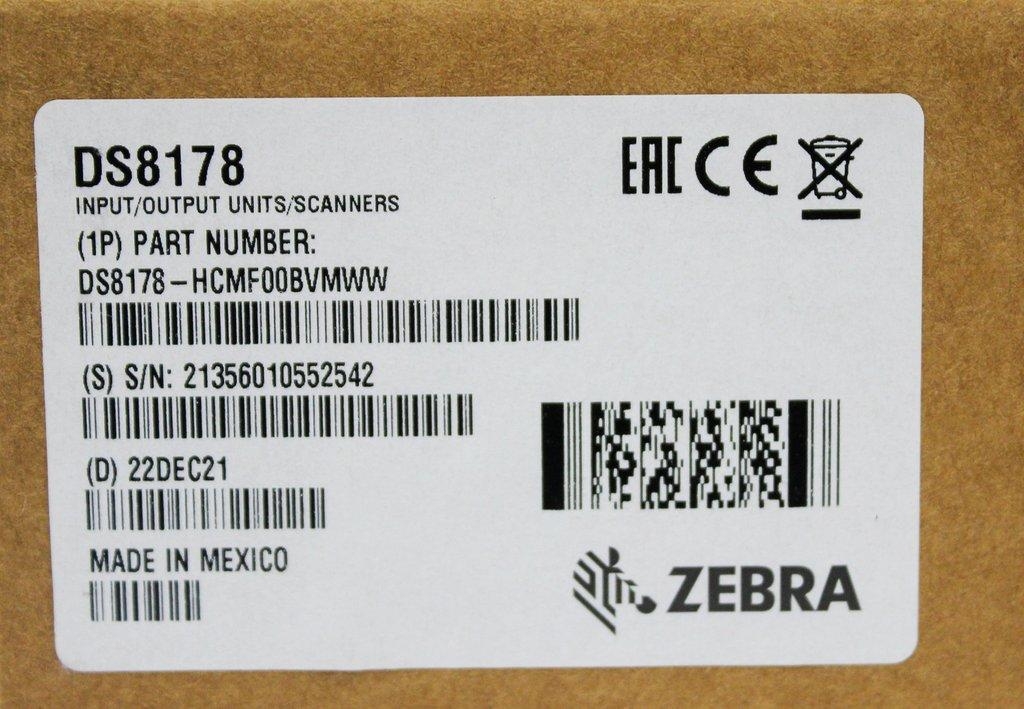 DS8178
INPUT/OUTPUT UNITS/SCANNERS
(1P) PART NUMBER:
DS8178-HCMF00BVMWW
(S) S/N: 21356010552542
(D) 22DEC21
MADE IN MEXICO
EAC CE
ZEBRA